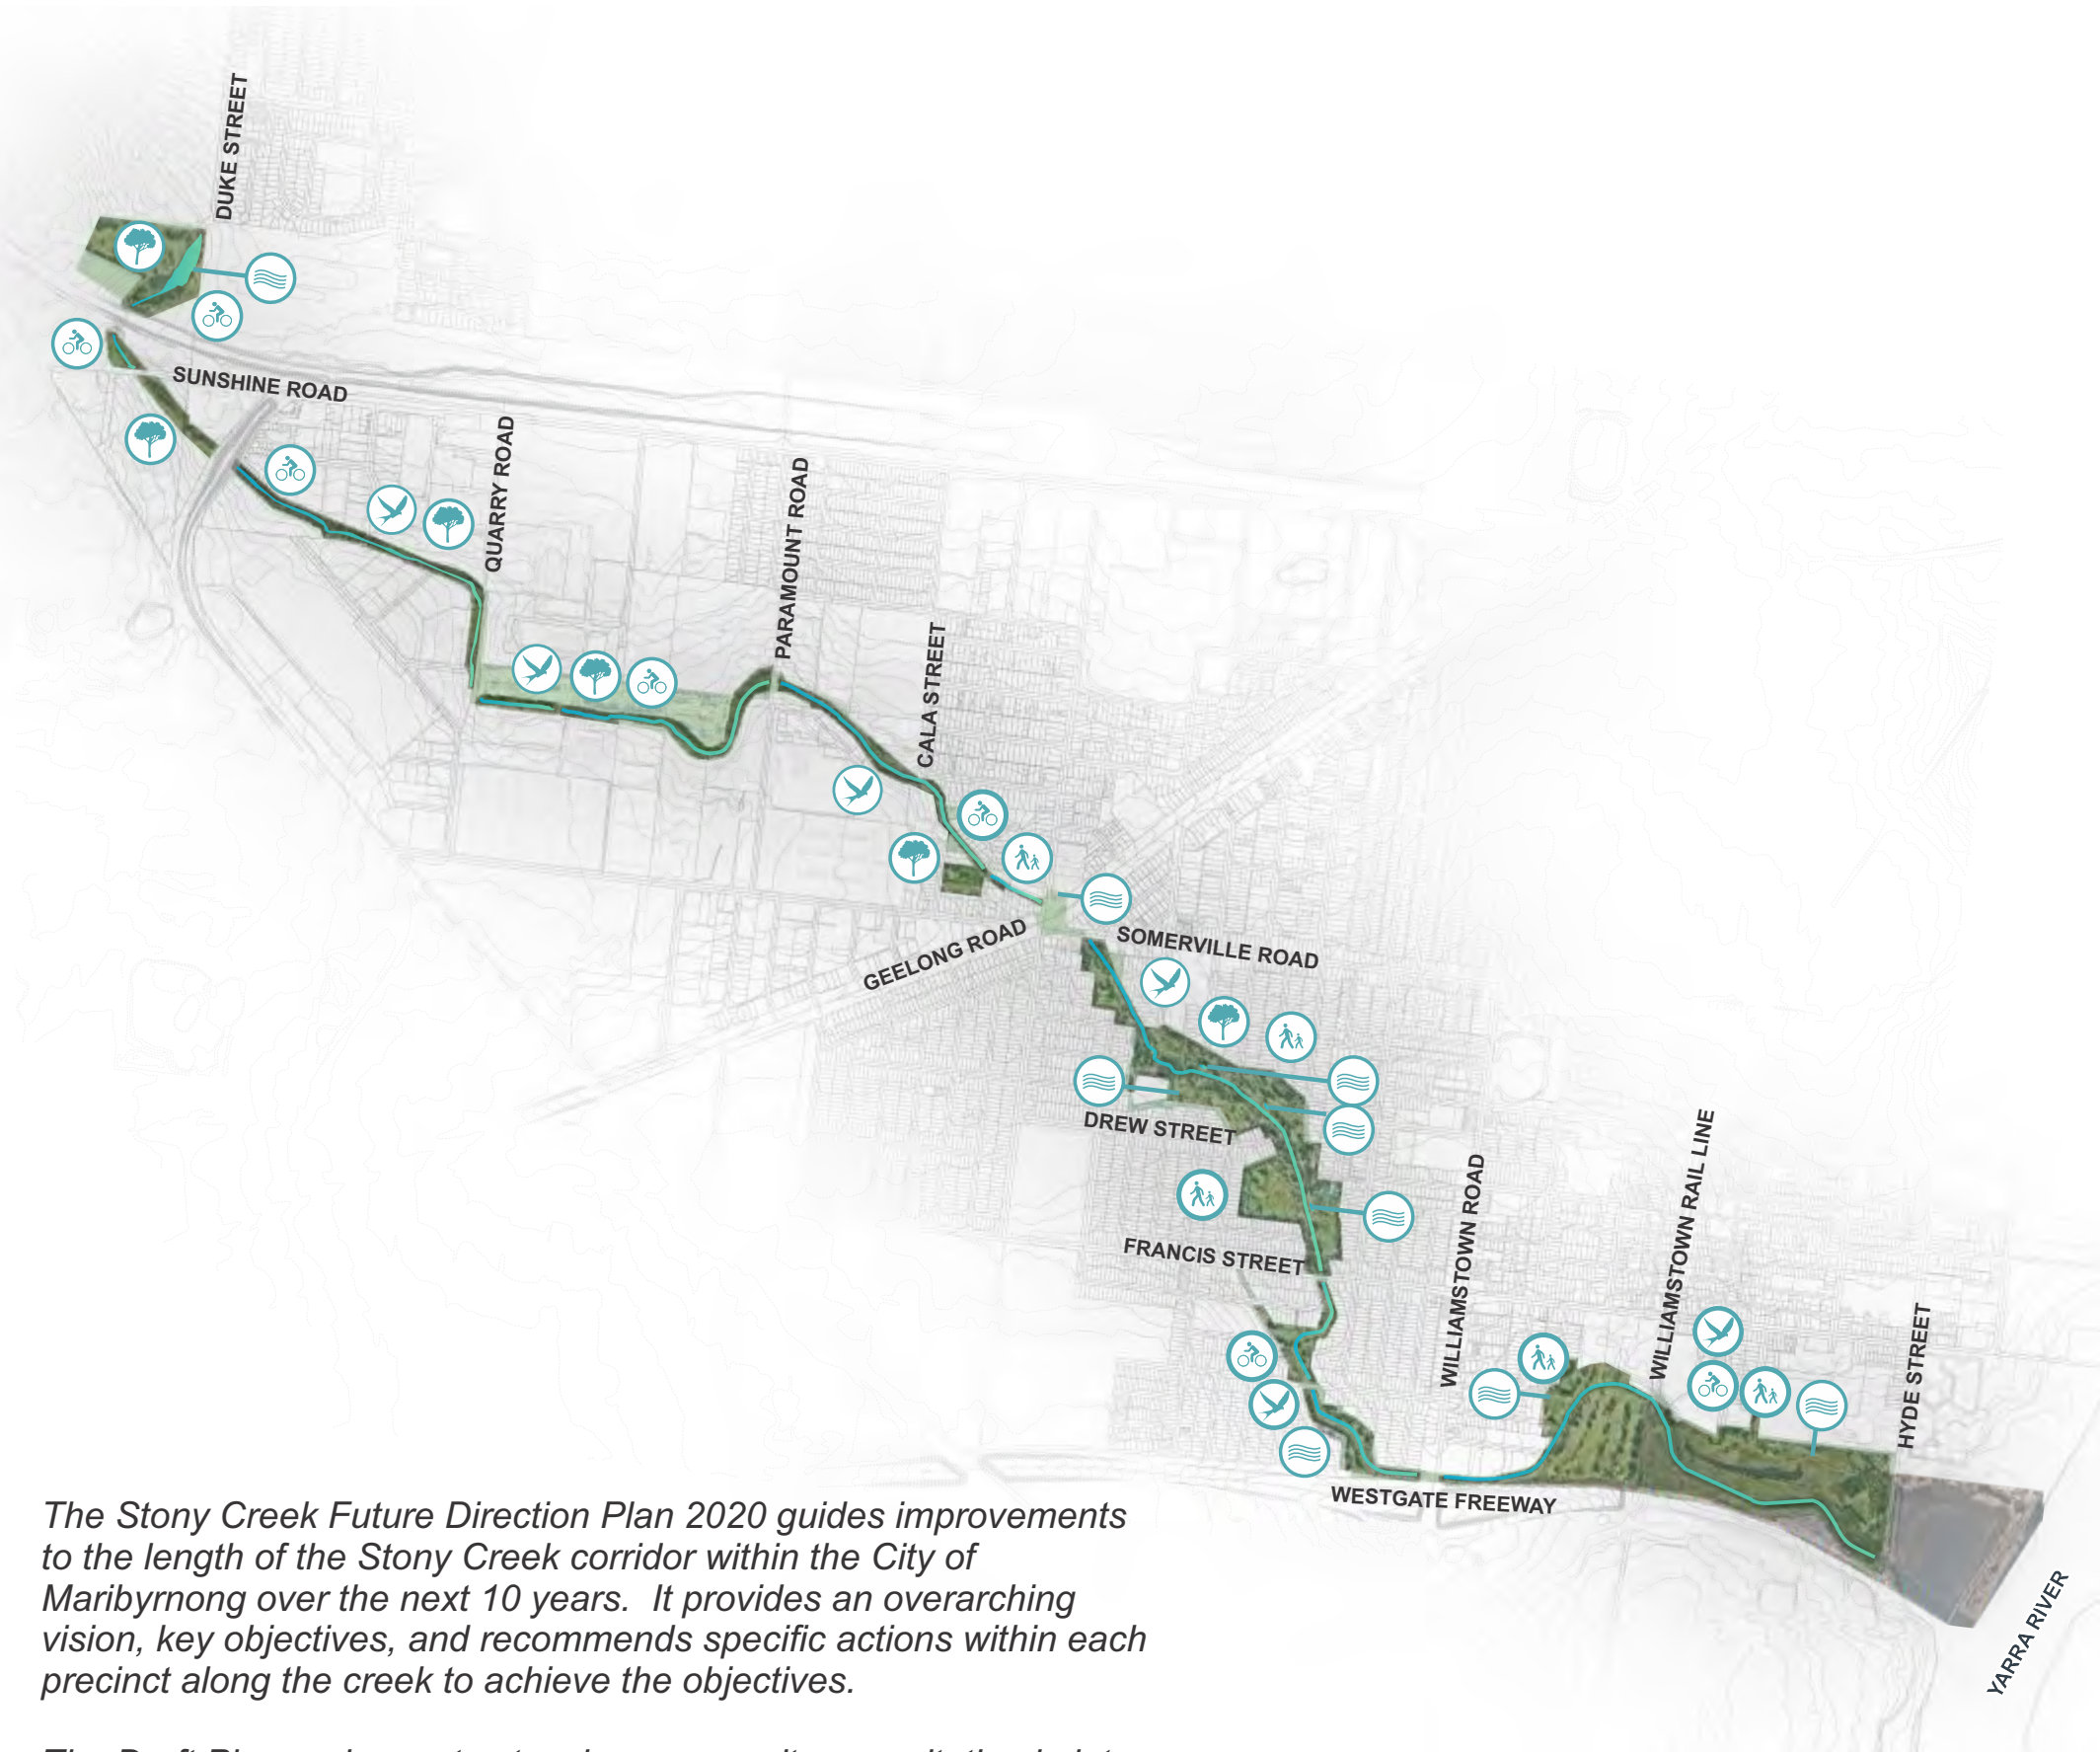 DUKE STREET
SUNSHINE ROAD
QUARRY ROAD
PARAMOUNT ROAD
CALA STREET
GEELONG ROAD
SOMERVILLE ROAD
DREW STREET
FRANCIS STREET
WILLIAMSTOWN ROAD
WILLIAMSTOWN RAIL LINE
HYDE STREET
WESTGATE FREEWAY
YARRA RIVER
The Stony Creek Future Direction Plan 2020 guides improvements
to the length of the Stony Creek corridor within the City of
Maribyrnong over the next 10 years.  It provides an overarching
vision, key objectives, and recommends specific actions within each
precinct along the creek to achieve the objectives.